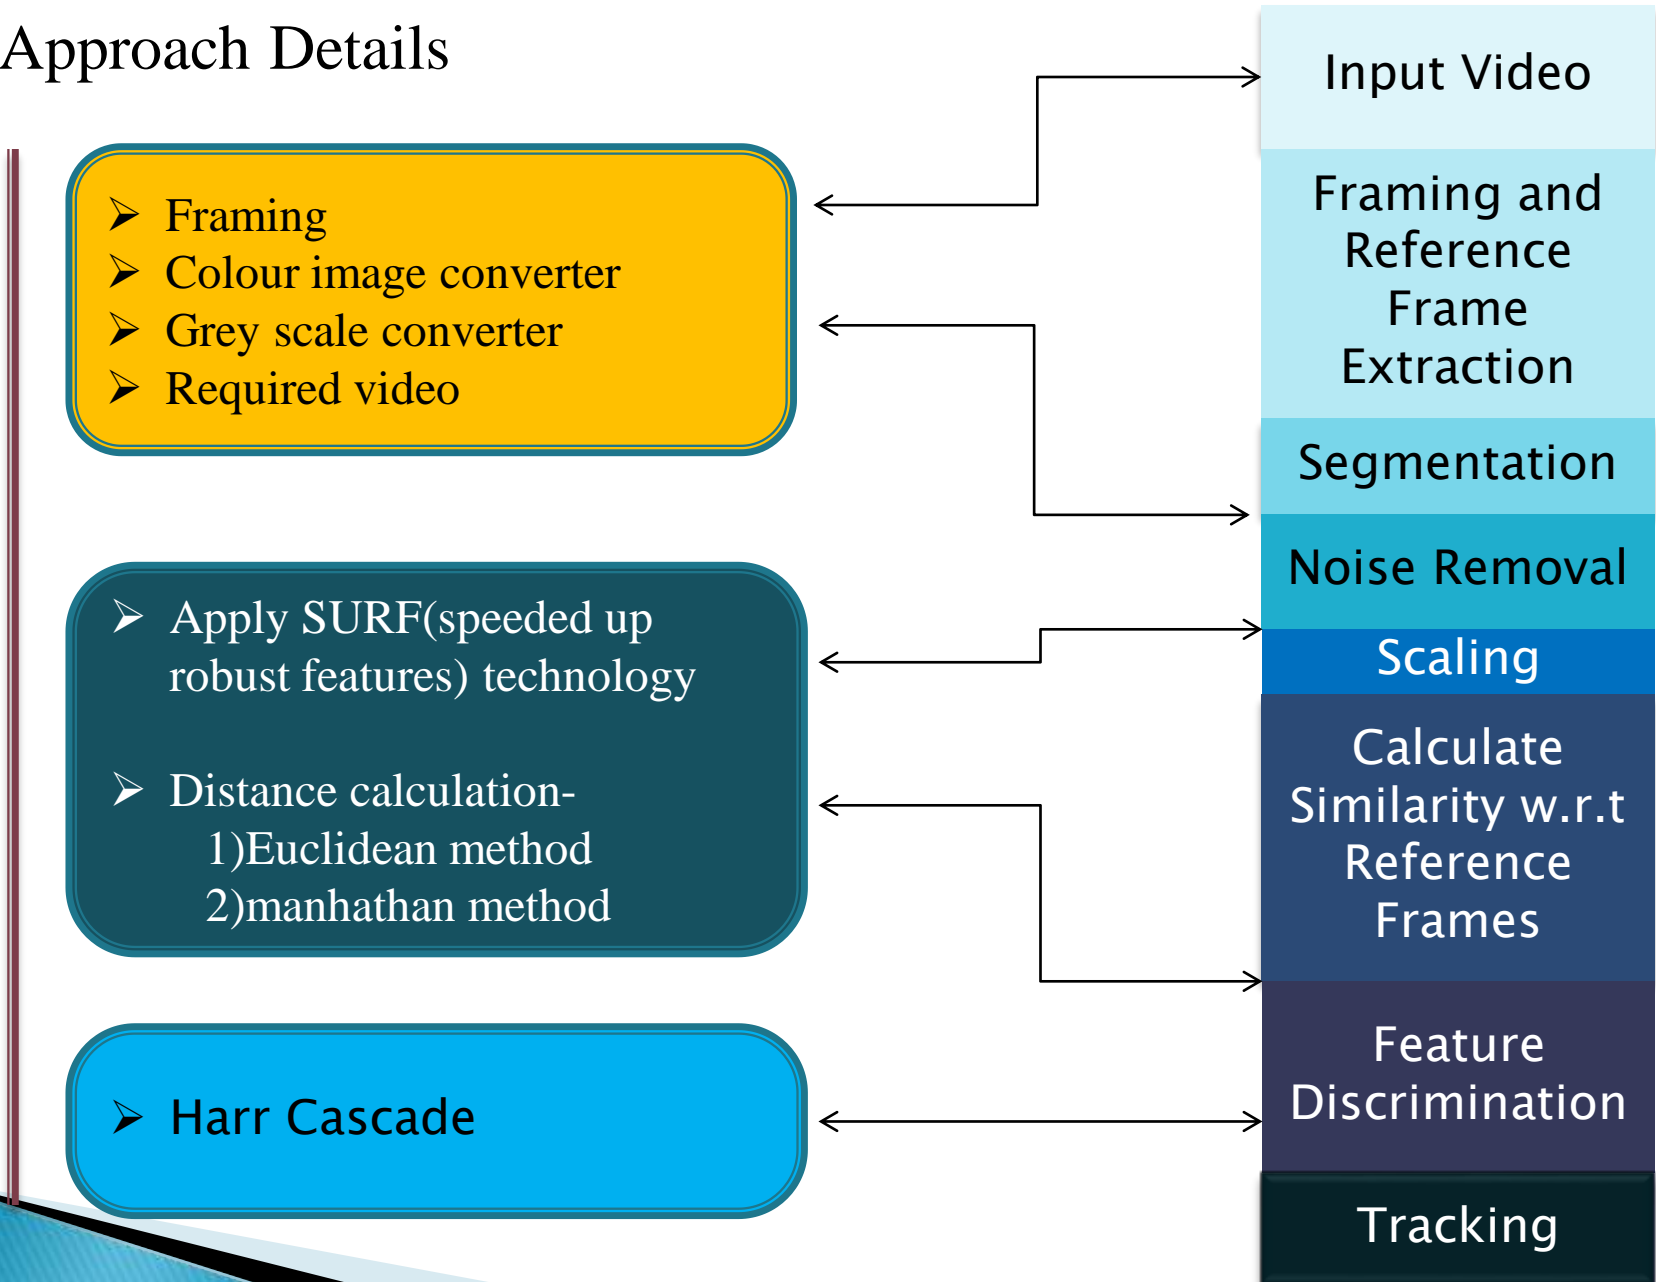 Approach Details
➢ Framing
➢ Colour image converter
➢ Grey scale converter
➢ Required video
➢ Apply SURF(speeded up
robust features) technology
➢ Distance calculation-
1)Euclidean method
2)manhathan method
➢ Harr Cascade
Input Video
Framing and
Reference
Frame
Extraction
Segmentation
Noise Removal
Scaling
Calculate
Similarity w.r.t
Reference
Frames
Feature
Discrimination
Tracking